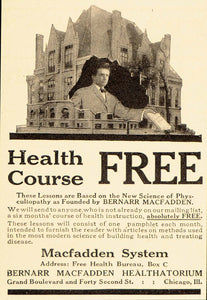 Health
Course FREE
These Lessons are Based on the New Science of Phys-
cultopathy as Founded by BERNARR MACFADDEN.
We will send to anyone who is not already on our mailing list,
a six months' course of health instruction, absolutely FREE.
These lessons will consist of one pamphlet each month,
intended to furnish the reader with articles on methods used
in the most modern science of building health and treating
disease.
Macfadden System
Address Free Health Bureau, Box C
BERNARR MACFADDEN HEALTHATORIUM
Grand Boulevard and Forty Second St. : : Chicago, Ill.